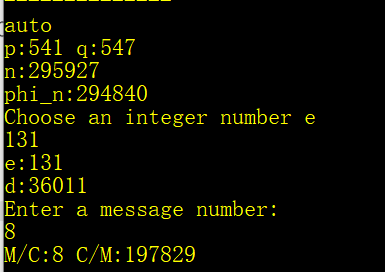 auto
p:541 q:547
n:295927
phi_n:294840
Choose an integer number e
131
e:131
d:36011
Enter a message number:
8
M/C:8 C/M:197829